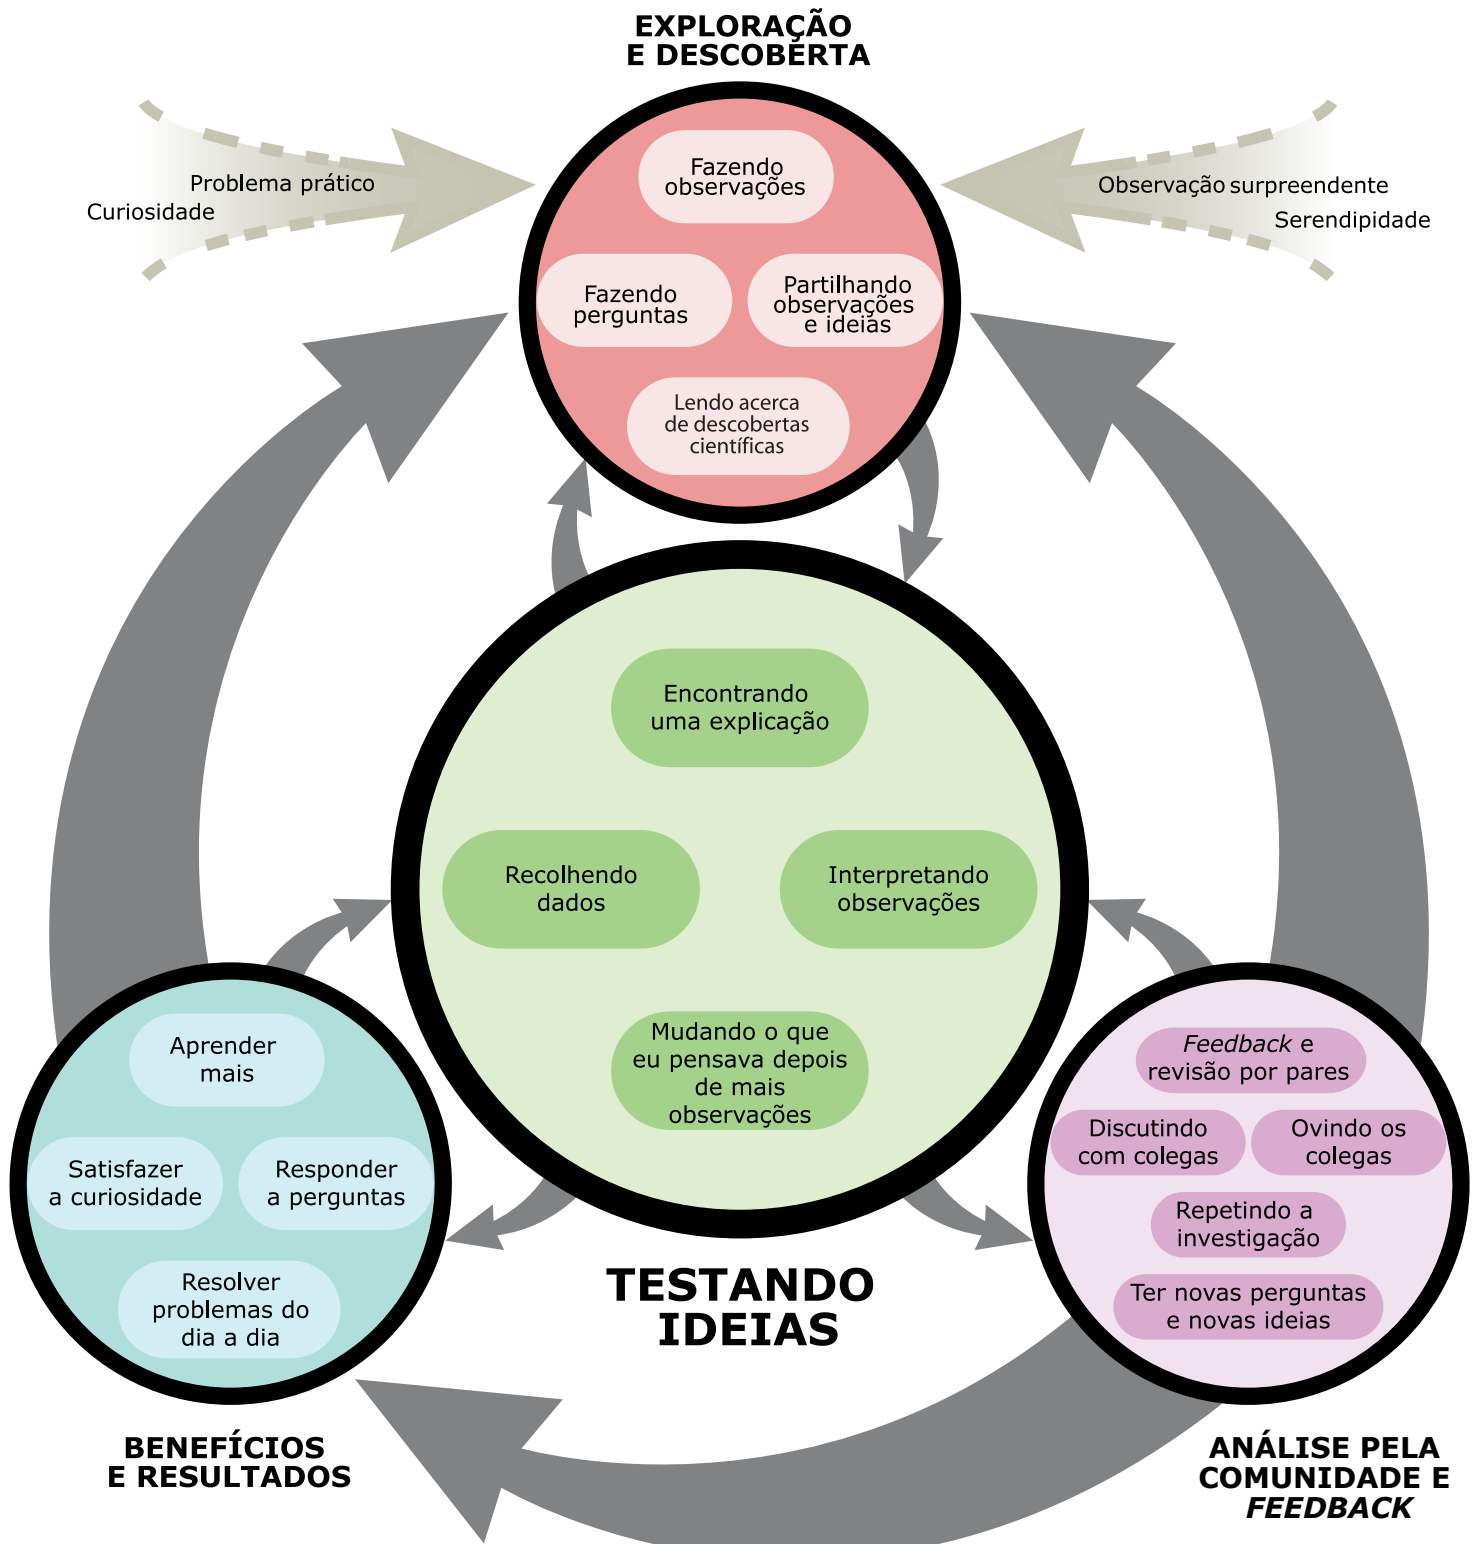 EXPLORAÇÃO
E DESCOBERTA
Problema prático
Curiosidade
Observação surpreendente
Serendipidade
Fazendo
observações
Fazendo
perguntas
Partilhando
observações
e ideias
Lendo acerca
de descobertas
científicas
Encontrando
uma explicação
Recolhendo
dados
Interpretando
observações
Mudando o que
eu pensava depois
de mais
observações
TESTANDO
IDEIAS
Aprender
mais
Satisfazer
a curiosidade
Responder
a perguntas
Resolver
problemas do
dia a dia
BENEFÍCIOS
E RESULTADOS
Feedback e
revisão por pares
Discutindo
com colegas
Ovindo os
colegas
Repetindo a
investigação
Ter novas perguntas
e novas ideias
ANÁLISE PELA
COMUNIDADE E
FEEDBACK